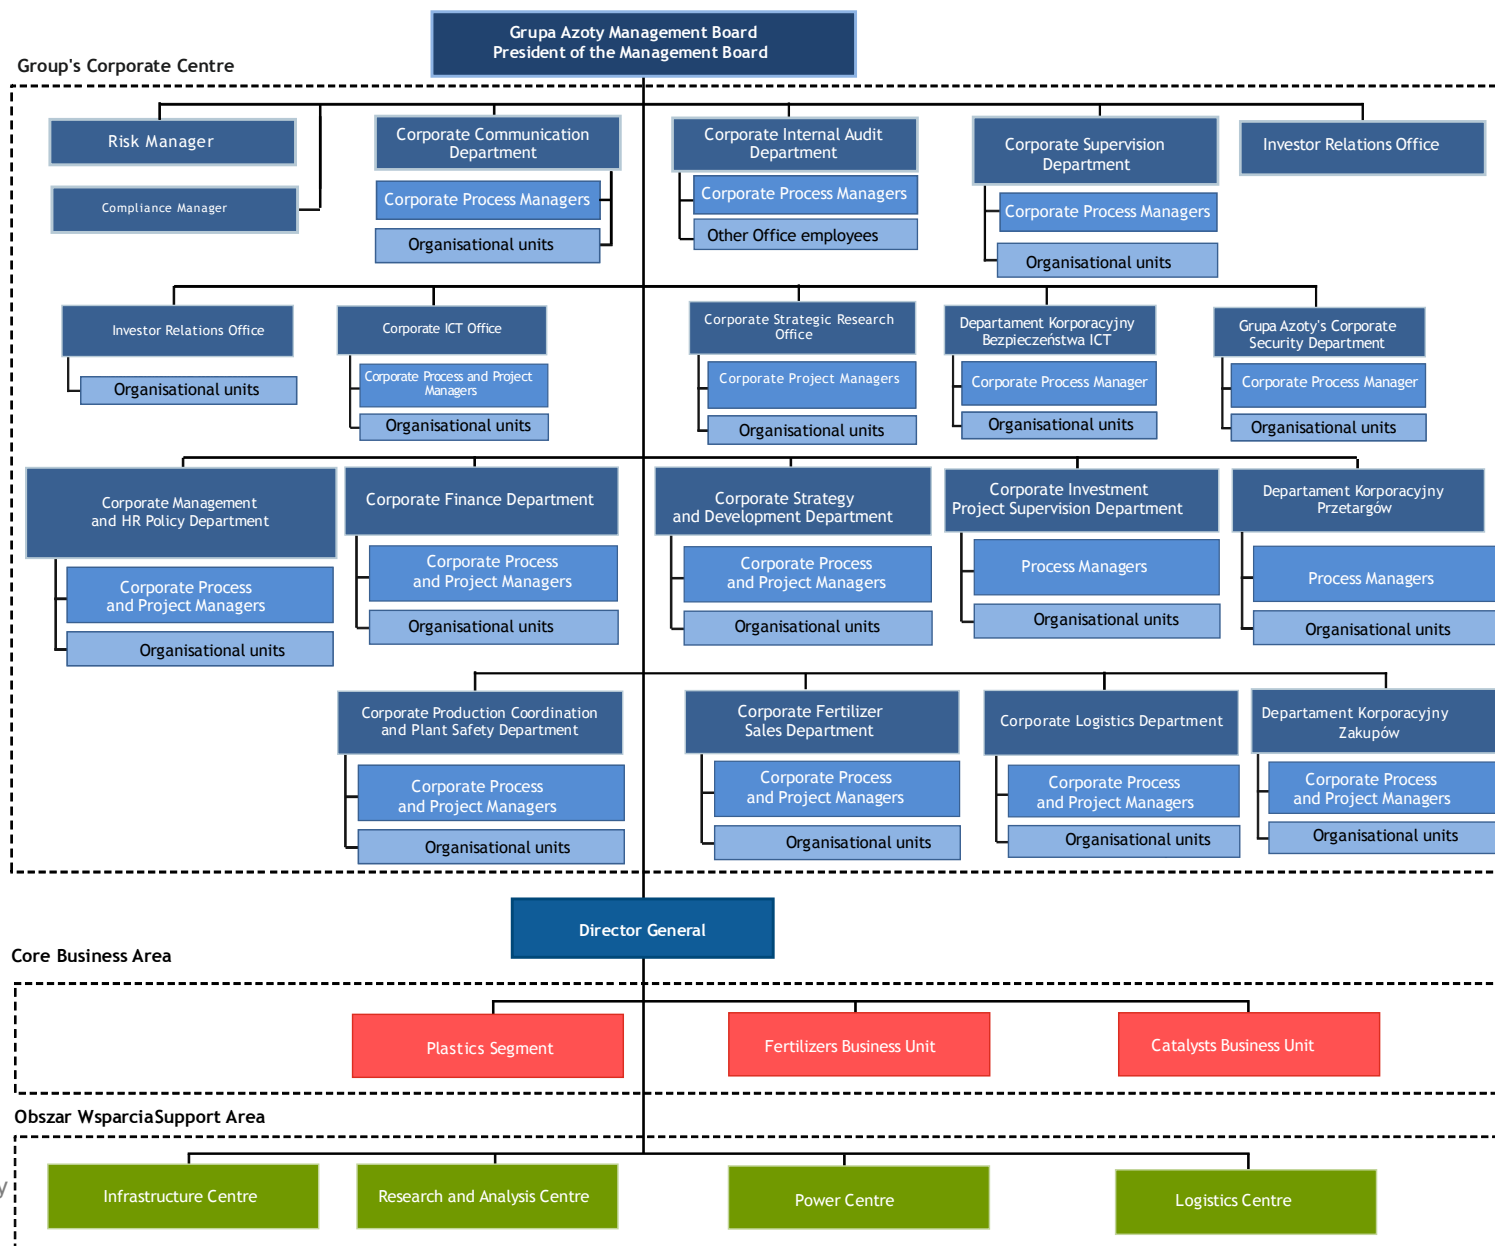 Grupa Azoty Management Board
President of the Management Board
Group's Corporate Centre
Risk Manager
Compliance Manager
Corporate Communication
Department
Corporate Process Managers
Organisational units
Corporate Internal Audit
Department
Corporate Process Managers
Other Office employees
Corporate Supervision
Department
Corporate Process Managers
Organisational units
Investor Relations Office
Investor Relations Office
Organisational units
Corporate ICT Office
Corporate Process and Project
Managers
Organisational units
Corporate Strategic Research
Office
Corporate Project Managers
Organisational units
Departament Korporacyjny
Bezpieczeństwa ICT
Corporate Process Manager
Organisational units
Grupa Azoty's Corporate
Security Department
Corporate Process Manager
Organisational units
Corporate Management
and HR Policy Department
Corporate Process
and Project Managers
Organisational units
Corporate Finance Department
Corporate Process
and Project Managers
Organisational units
Corporate Strategy
and Development Department
Corporate Process
and Project Managers
Organisational units
Corporate Investment
Project Supervision Department
Process Managers
Organisational units
Departament Korporacyjny
Przetargów
Process Managers
Organisational units
Corporate Production Coordination
and Plant Safety Department
Corporate Process
and Project Managers
Organisational units
Corporate Fertilizer
Sales Department
Corporate Process
and Project Managers
Organisational units
Corporate Logistics Department
Corporate Process
and Project Managers
Organisational units
Departament Korporacyjny
Zakupów
Corporate Process
and Project Managers
Organisational units
Director General
Core Business Area
Plastics Segment
Fertilizers Business Unit
Catalysts Business Unit
Obszar WsparciaSupport Area
y
Infrastructure Centre
Research and Analysis Centre
Power Centre
Logistics Centre